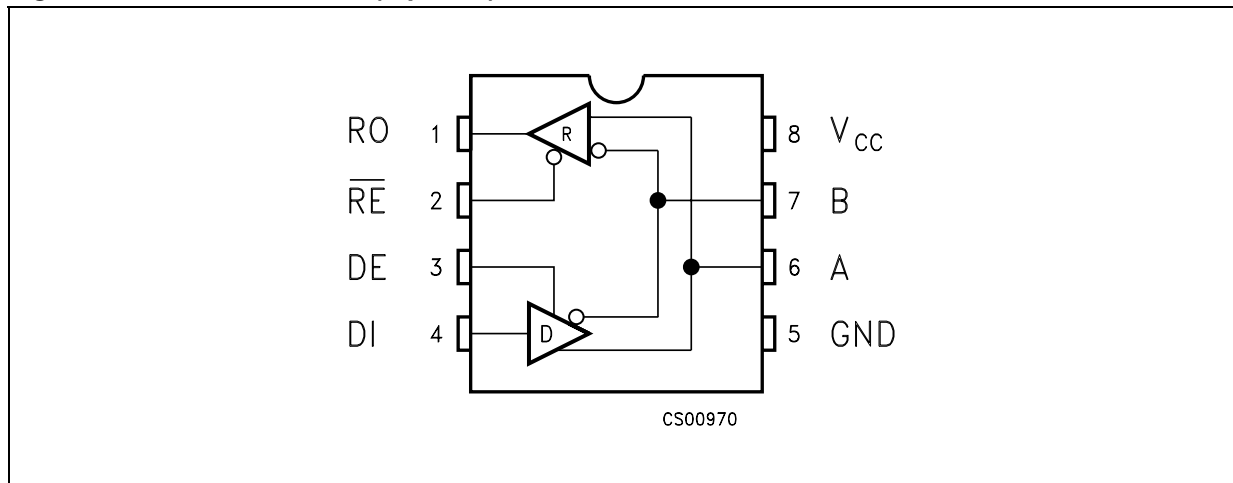 RO 1 R 8 VCC
RE 2 7 B
DE 3 6 A
DI 4 D 5 GND
CS00970